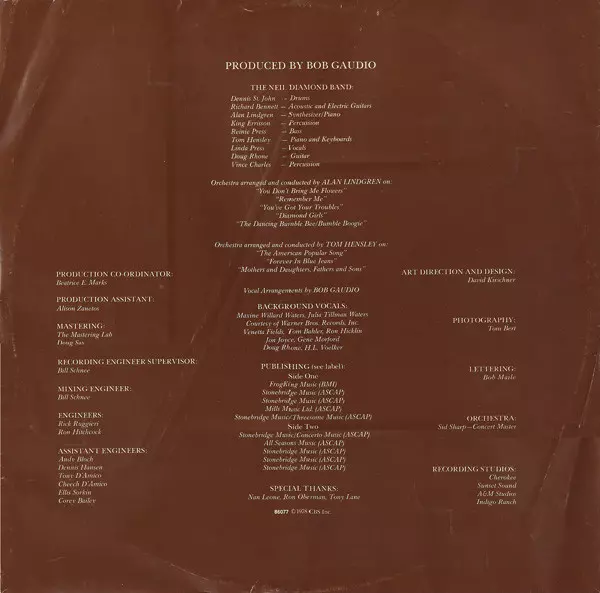 PRODUCED BY BOB GAUDIO
THE NEIL DIAMOND BAND:
Dennis St. John – Drums
Richard Bennett – Acoustic and Electric Guitars
Alan Lindgren – Synthesizer/Piano
King Errisson – Percussion
Reinie Press – Bass
Tom Hensley – Piano and Keyboards
Linda Press – Vocals
Doug Rhone – Guitar
Vince Charles – Percussion
Orchestra arranged and conducted by ALAN LINDGREN on:
"You Don't Bring Me Flowers"
"Remember Me"
"You've Got Your Troubles"
"Diamond Girls"
"The Dancing Bumble Bee/Bumble Boogie"
Orchestra arranged and conducted by TOM HENSLEY on:
"The American Popular Song"
"Forever In Blue Jeans"
"Mothers and Daughters, Fathers and Sons"
Vocal Arrangements by BOB GAUDIO
BACKGROUND VOCALS:
Maxine Willard Waters, Julia Tillman Waters
Courtesy of Warner Bros. Records, Inc.
Venetta Fields, Tom Bahler, Ron Hicklin
Jon Joyce, Gene Morford
Doug Rhone, H.L. Voelker
PUBLISHING (see label):
Side One
FrogKing Music (BMI)
Stonebridge Music (ASCAP)
Stonebridge Music (ASCAP)
Mills Music Ltd. (ASCAP)
Stonebridge Music/Threesome Music (ASCAP)
Side Two
Stonebridge Music/Concerto Music (ASCAP)
All Seasons Music (ASCAP)
Stonebridge Music (ASCAP)
Stonebridge Music (ASCAP)
Stonebridge Music (ASCAP)
SPECIAL THANKS:
Nan Leone, Ron Oberman, Tony Lane
86077 © 1978 CBS Inc.
PRODUCTION CO-ORDINATOR:
Beatrice E. Marks
PRODUCTION ASSISTANT:
Alison Zanetos
MASTERING:
The Mastering Lab
Doug Sax
RECORDING ENGINEER SUPERVISOR:
Bill Schnee
MIXING ENGINEER:
Bill Schnee
ENGINEERS:
Rick Ruggieri
Ron Hitchcock
ASSISTANT ENGINEERS:
Andy Bloch
Dennis Hansen
Tony D'Amico
Cheech D'Amico
Ellis Sorkin
Corey Bailey
ART DIRECTION AND DESIGN:
David Kirschner
PHOTOGRAPHY:
Tom Bert
LETTERING:
Bob Maile
ORCHESTRA:
Sid Sharp – Concert Master
RECORDING STUDIOS:
Cherokee
Sunset Sound
A&M Studios
Indigo Ranch